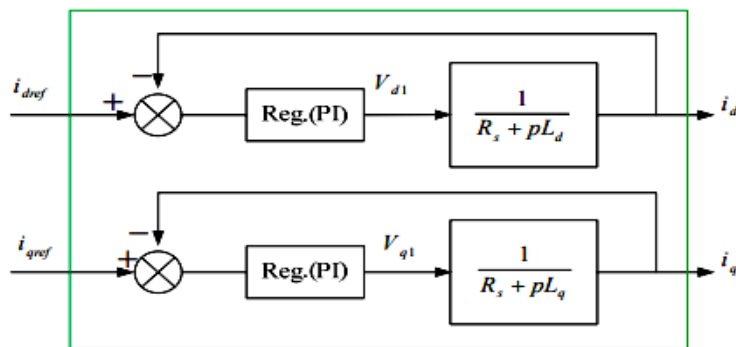 i_dref
+
−
Reg.(PI)
V_d1
1
R_s + pL_d
i_d
i_qref
+
−
Reg.(PI)
V_q1
1
R_s + pL_q
i_q